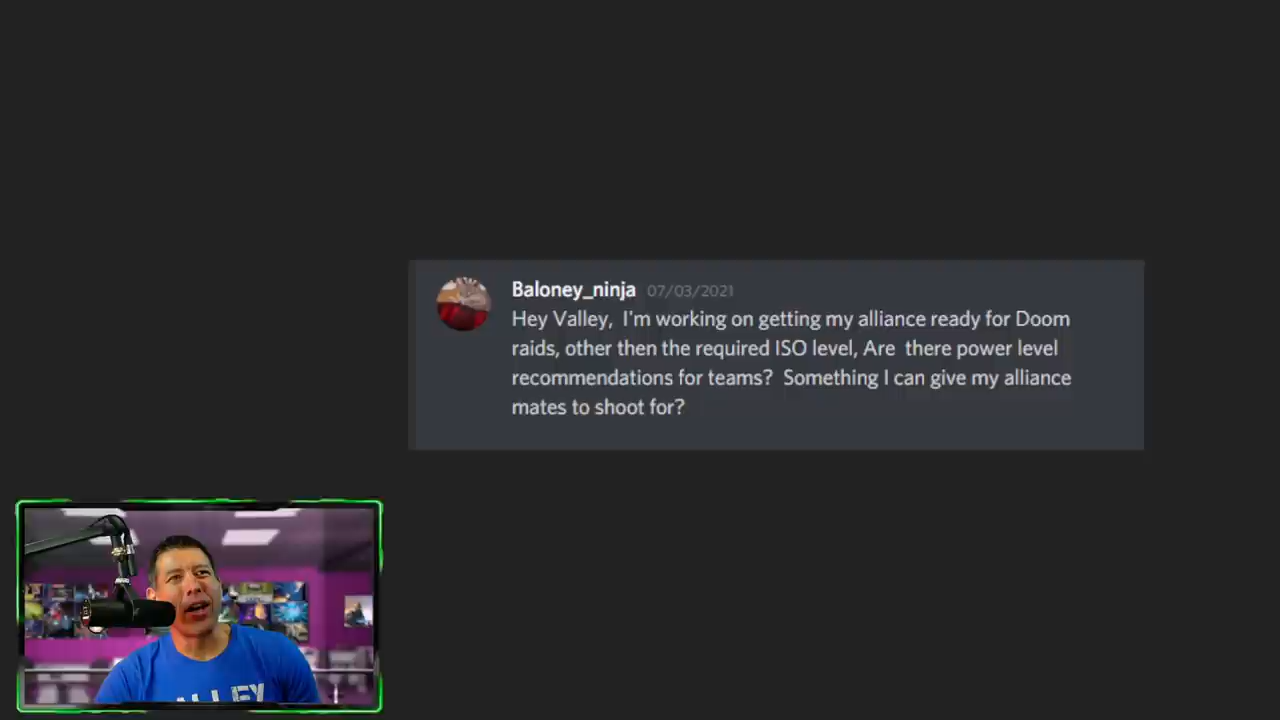 Baloney_ninja 07/03/2021
Hey Valley, I'm working on getting my alliance ready for Doom
raids, other then the required ISO level, Are there power level
recommendations for teams? Something I can give my alliance
mates to shoot for?
ALLEY